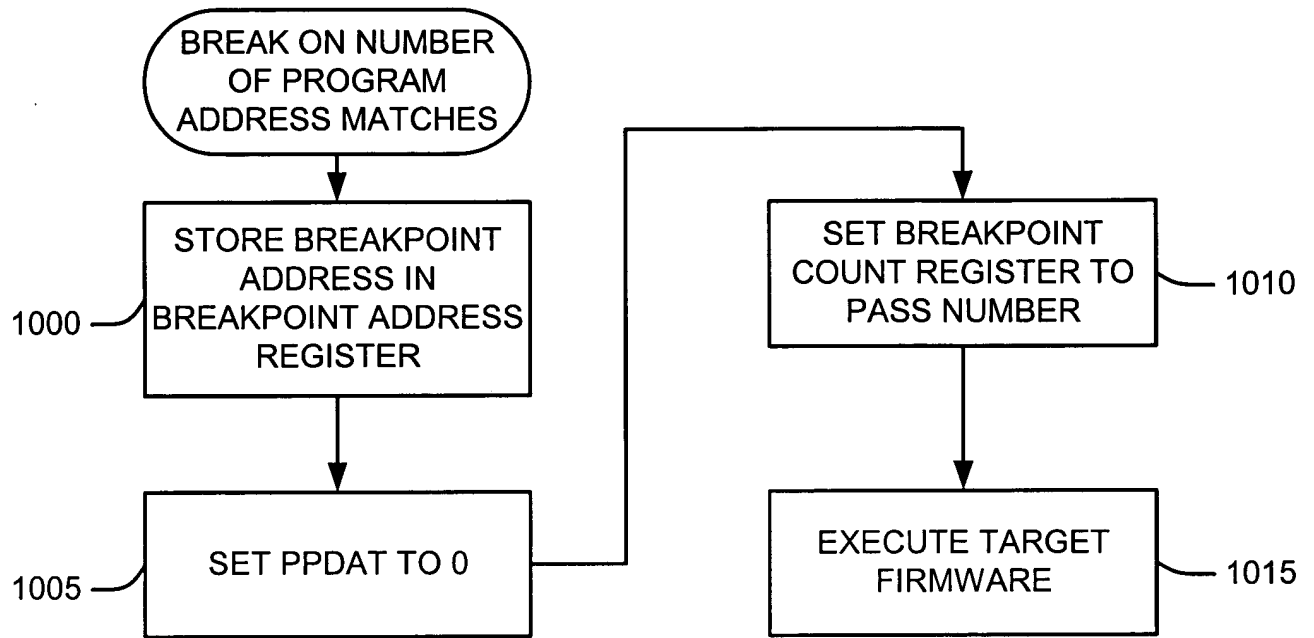 BREAK ON NUMBER
OF PROGRAM
ADDRESS MATCHES
STORE BREAKPOINT
ADDRESS IN
BREAKPOINT ADDRESS
REGISTER
1000
SET PPDAT TO 0
1005
SET BREAKPOINT
COUNT REGISTER TO
PASS NUMBER
1010
EXECUTE TARGET
FIRMWARE
1015